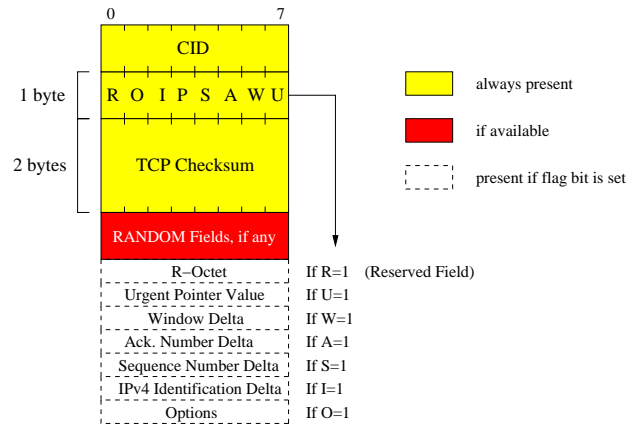 0 7
CID
1 byte
R O I P S A W U
2 bytes
TCP Checksum
RANDOM Fields, if any
R−Octet If R=1 (Reserved Field)
Urgent Pointer Value If U=1
Window Delta If W=1
Ack. Number Delta If A=1
Sequence Number Delta If S=1
IPv4 Identification Delta If I=1
Options If O=1
always present
if available
present if flag bit is set